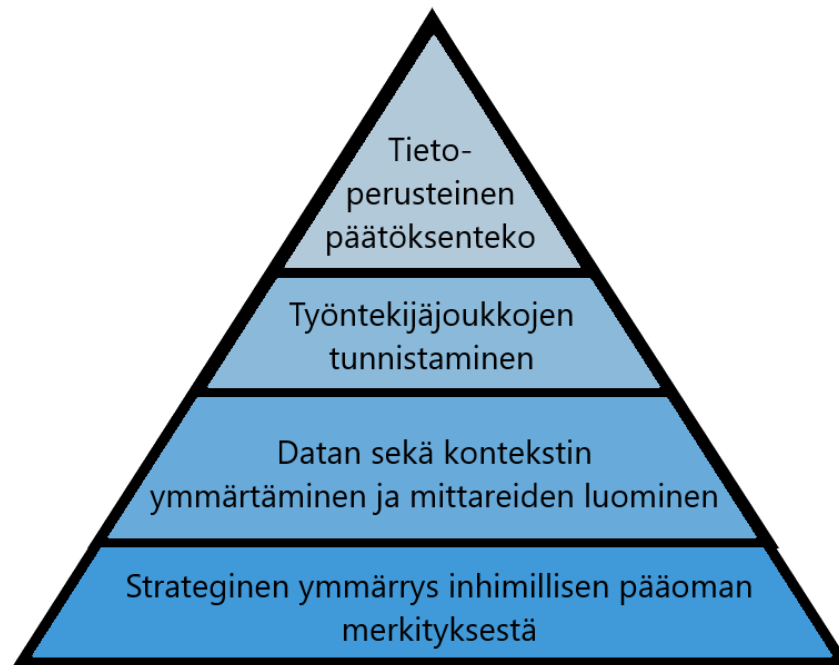 Tieto-
perusteinen
päätöksenteko
Työntekijäjoukkojen
tunnistaminen
Datan sekä kontekstin
ymmärtäminen ja mittareiden luominen
Strateginen ymmärrys inhimillisen pääoman
merkityksestä